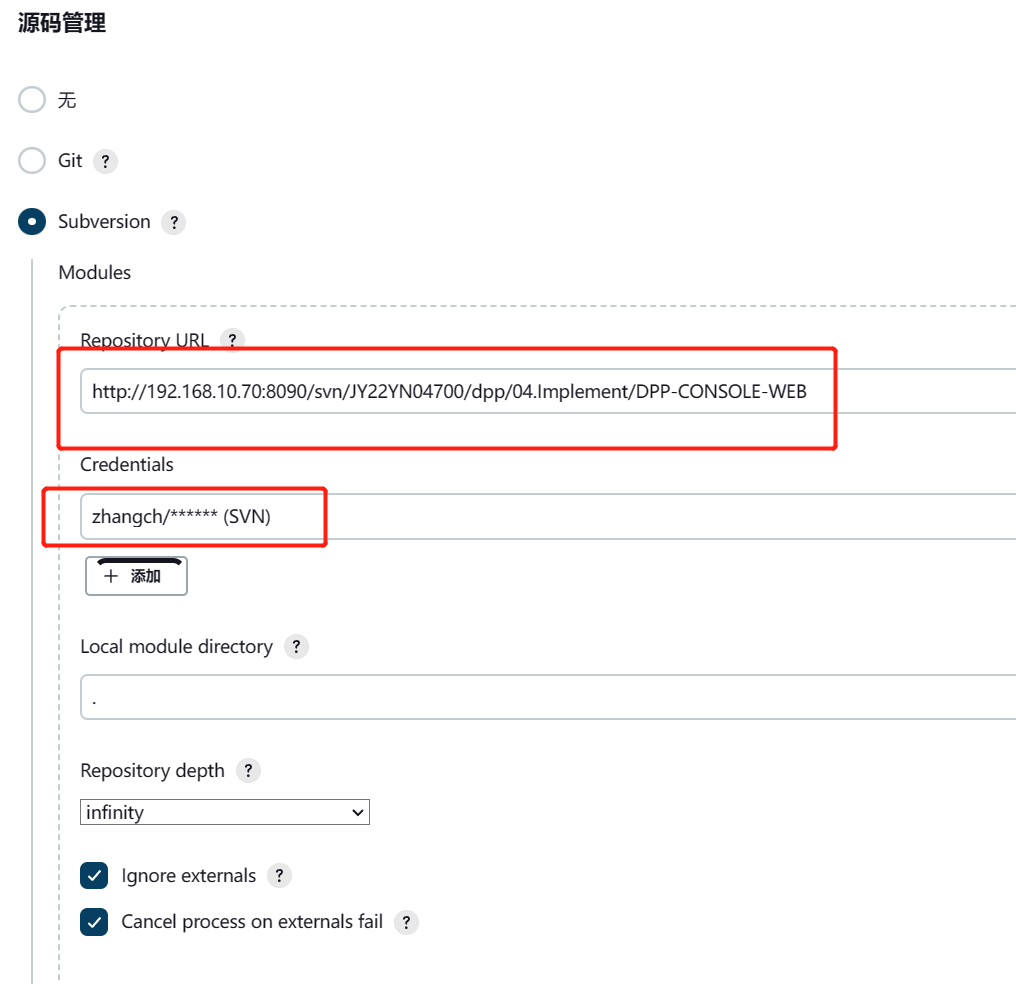 源码管理
无
Git ?
Subversion ?
Modules
Repository URL ?
http://192.168.10.70:8090/svn/JY22YN04700/dpp/04.Implement/DPP-CONSOLE-WEB
Credentials
zhangch/****** (SVN)
+ 添加
Local module directory ?
.
Repository depth ?
infinity
Ignore externals ?
Cancel process on externals fail ?